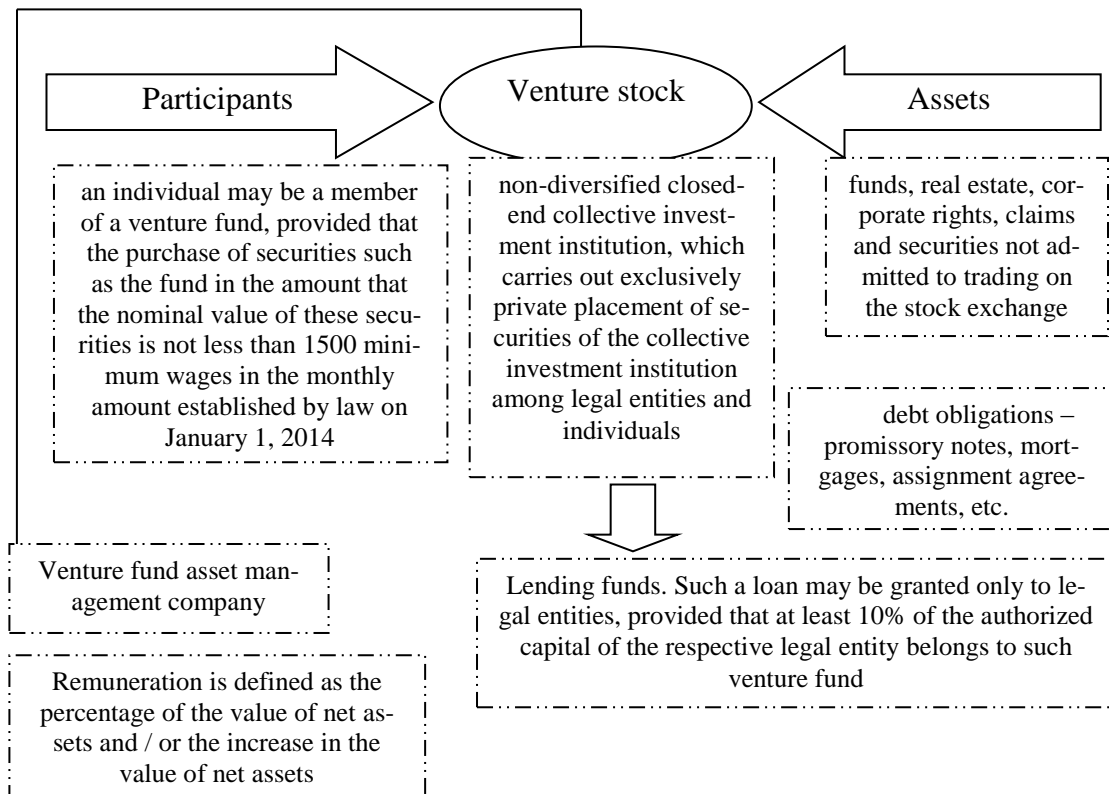 Participants
Venture stock
Assets
an individual may be a member
of a venture fund, provided that
the purchase of securities such
as the fund in the amount that
the nominal value of these secu-
rities is not less than 1500 mini-
mum wages in the monthly
amount established by law on
January 1, 2014
non-diversified closed-
end collective invest-
ment institution, which
carries out exclusively
private placement of se-
curities of the collective
investment institution
among legal entities and
individuals
funds, real estate, cor-
porate rights, claims
and securities not ad-
mitted to trading on
the stock exchange
debt obligations –
promissory notes, mort-
gages, assignment agree-
ments, etc.
Venture fund asset man-
agement company
Lending funds. Such a loan may be granted only to le-
gal entities, provided that at least 10% of the authorized
capital of the respective legal entity belongs to such
venture fund
Remuneration is defined as the
percentage of the value of net as-
sets and / or the increase in the
value of net assets